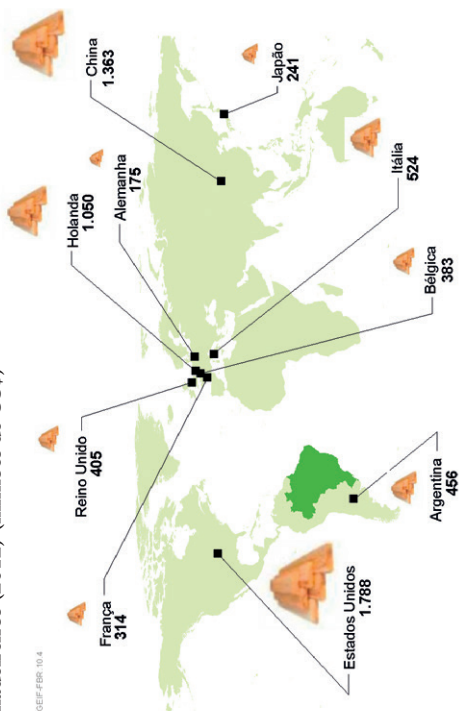 GEIF-FBR 10.4
França
314
Reino Unido
405
Holanda
1.050
Alemanha
175
China
1.363
Estados Unidos
1.788
Argentina
456
Bélgica
383
Itália
524
Japão
241